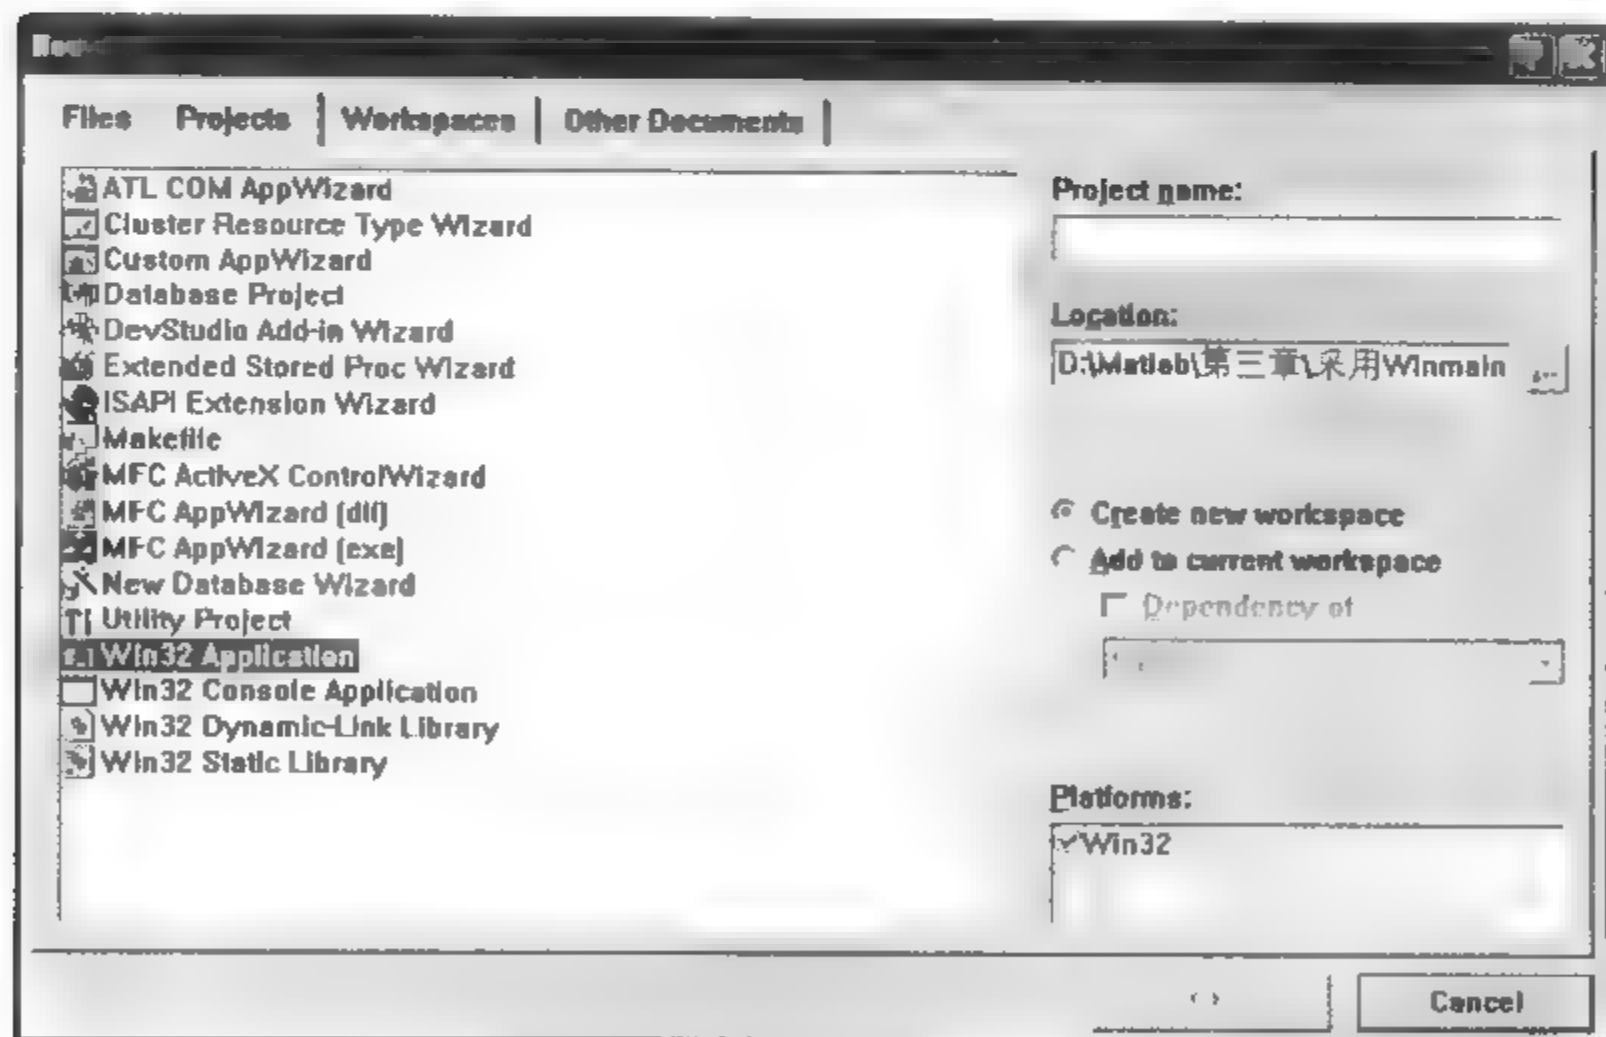 Files Projects Workspaces Other Documents
ATL COM AppWizard
Cluster Resource Type Wizard
Custom AppWizard
Database Project
DevStudio Add-in Wizard
Extended Stored Proc Wizard
ISAPI Extension Wizard
Makefile
MFC ActiveX ControlWizard
MFC AppWizard (dll)
MFC AppWizard (exe)
New Database Wizard
Utility Project
Win32 Application
Win32 Console Application
Win32 Dynamic-Link Library
Win32 Static Library
Project name:
Location:
D:\Matlab\第三章\采用Winmain
...
Create new workspace
Add to current workspace
Dependency of
Platforms:
Win32
Cancel